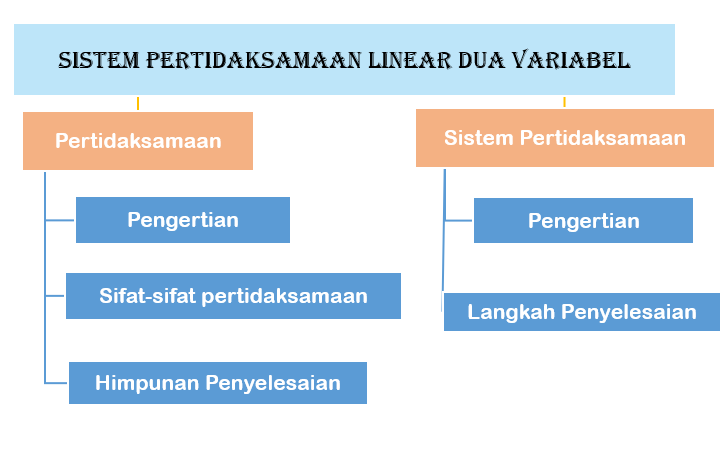 SISTEM PERTIDAKSAMAAN LINEAR DUA VARIABEL
Pertidaksamaan
Pengertian
Sifat-sifat pertidaksamaan
Himpunan Penyelesaian
Sistem Pertidaksamaan
Pengertian
Langkah Penyelesaian